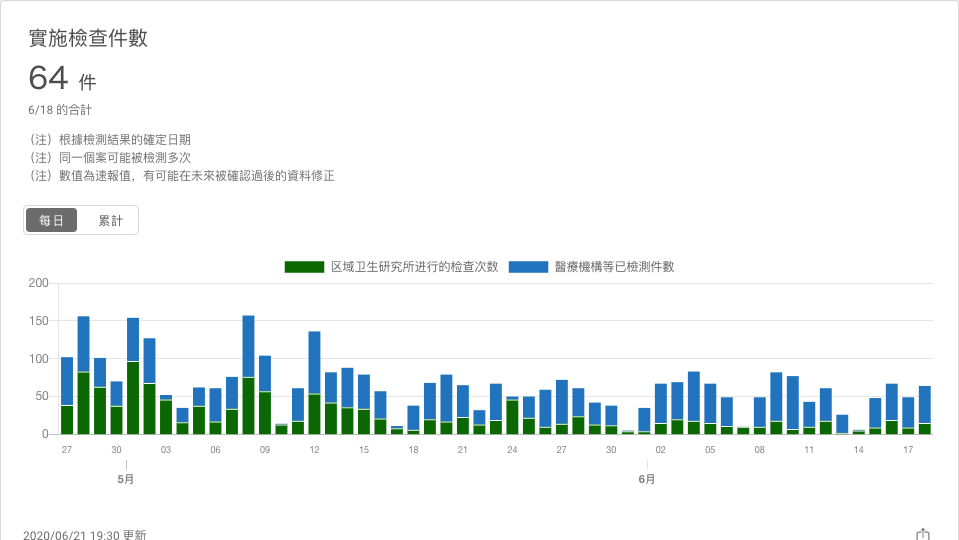 實施檢查件數
64 件
6/18 的合計
（注）根據檢測結果的確定日期
（注）同一個案可能被檢測多次
（注）數值為速報值，有可能在未來被確認過後的資料修正
每日 累計
区域卫生研究所进行的检查次数 醫療機構等已檢測件數
200
150
100
50
0
27 30 03 06 09 12 15 18 21 24 27 30 02 05 08 11 14 17
5月 6月
2020/06/21 19:30 更新